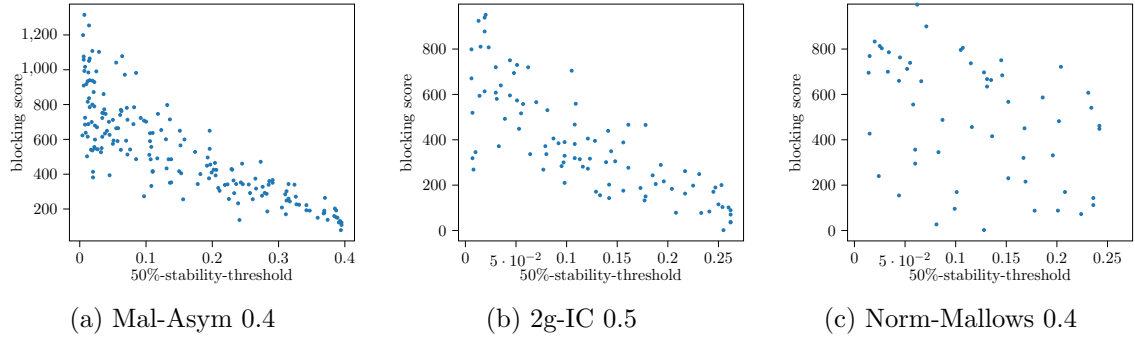 1,200
1,000
800
600
400
200
blocking score
0
0.1
0.2
0.3
0.4
50%-stability-threshold
(a) Mal-Asym 0.4
800
600
400
200
0
blocking score
0
5 · 10⁻²
0.1
0.15
0.2
0.25
50%-stability-threshold
(b) 2g-IC 0.5
800
600
400
200
0
blocking score
0
5 · 10⁻²
0.1
0.15
0.2
0.25
50%-stability-threshold
(c) Norm-Mallows 0.4